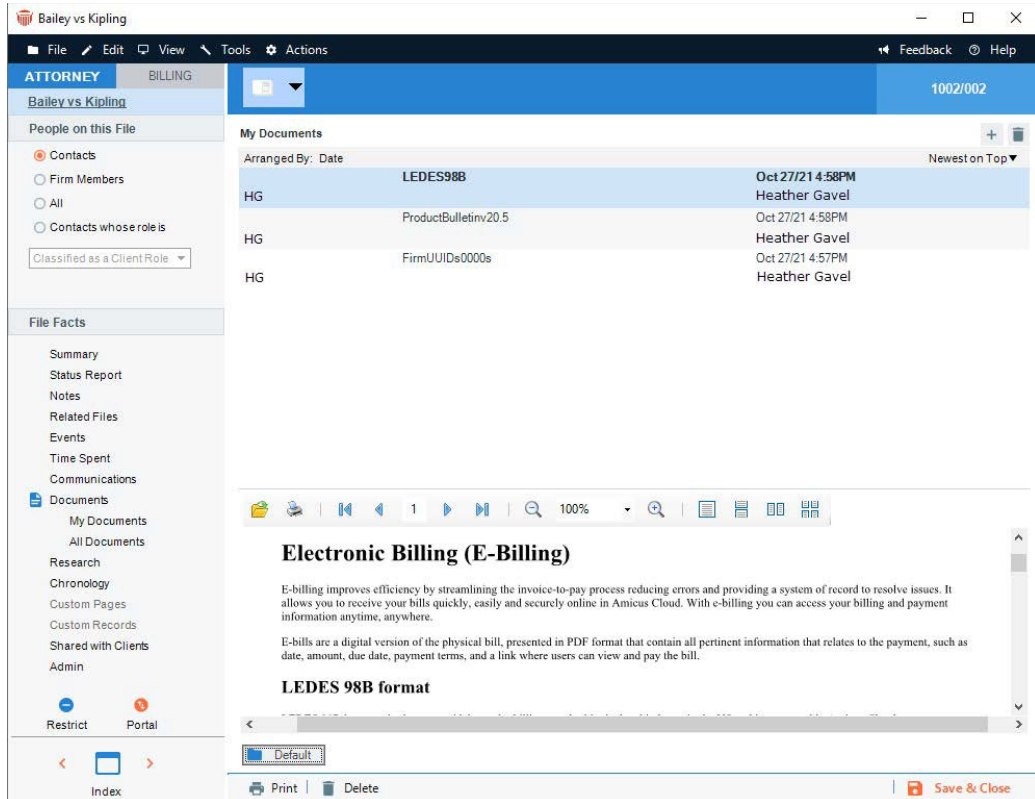 Bailey vs Kipling
File Edit View Tools Actions Feedback Help
ATTORNEY BILLING
1002/002
Bailey vs Kipling
People on this File
Contacts
Firm Members
All
Contacts whose role is
Classified as a Client Role
File Facts
Summary
Status Report
Notes
Related Files
Events
Time Spent
Communications
Documents
My Documents
All Documents
Research
Chronology
Custom Pages
Custom Records
Shared with Clients
Admin
Restrict Portal
Index
My Documents
Arranged By: Date Newest on Top
LEDES98B Oct 27/21 4:58PM
HG Heather Gavel
ProductBulletinv20.5 Oct 27/21 4:58PM
HG Heather Gavel
FirmUUIDs0000s Oct 27/21 4:57PM
HG Heather Gavel
1 100%
Electronic Billing (E-Billing)
E-billing improves efficiency by streamlining the invoice-to-pay process reducing errors and providing a system of record to resolve issues. It
allows you to receive your bills quickly, easily and securely online in Amicus Cloud. With e-billing you can access your billing and payment
information anytime, anywhere.
E-bills are a digital version of the physical bill, presented in PDF format that contain all pertinent information that relates to the payment, such as
date, amount, due date, payment terms, and a link where users can view and pay the bill.
LEDES 98B format
Default
Print Delete Save & Close